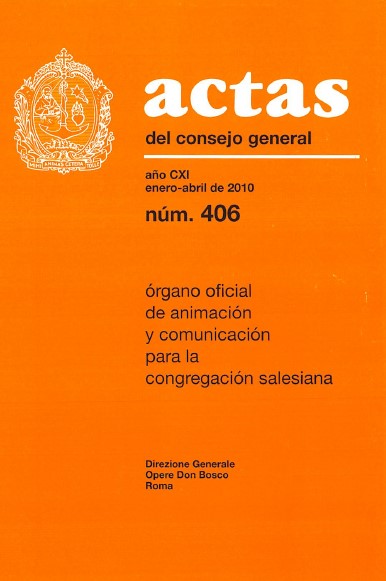 actas
del consejo general
año CXI
enero-abril de 2010
núm. 406
órgano oficial
de animación
y comunicación
para la
congregación salesiana
Direzione Generale
Opere Don Bosco
Roma